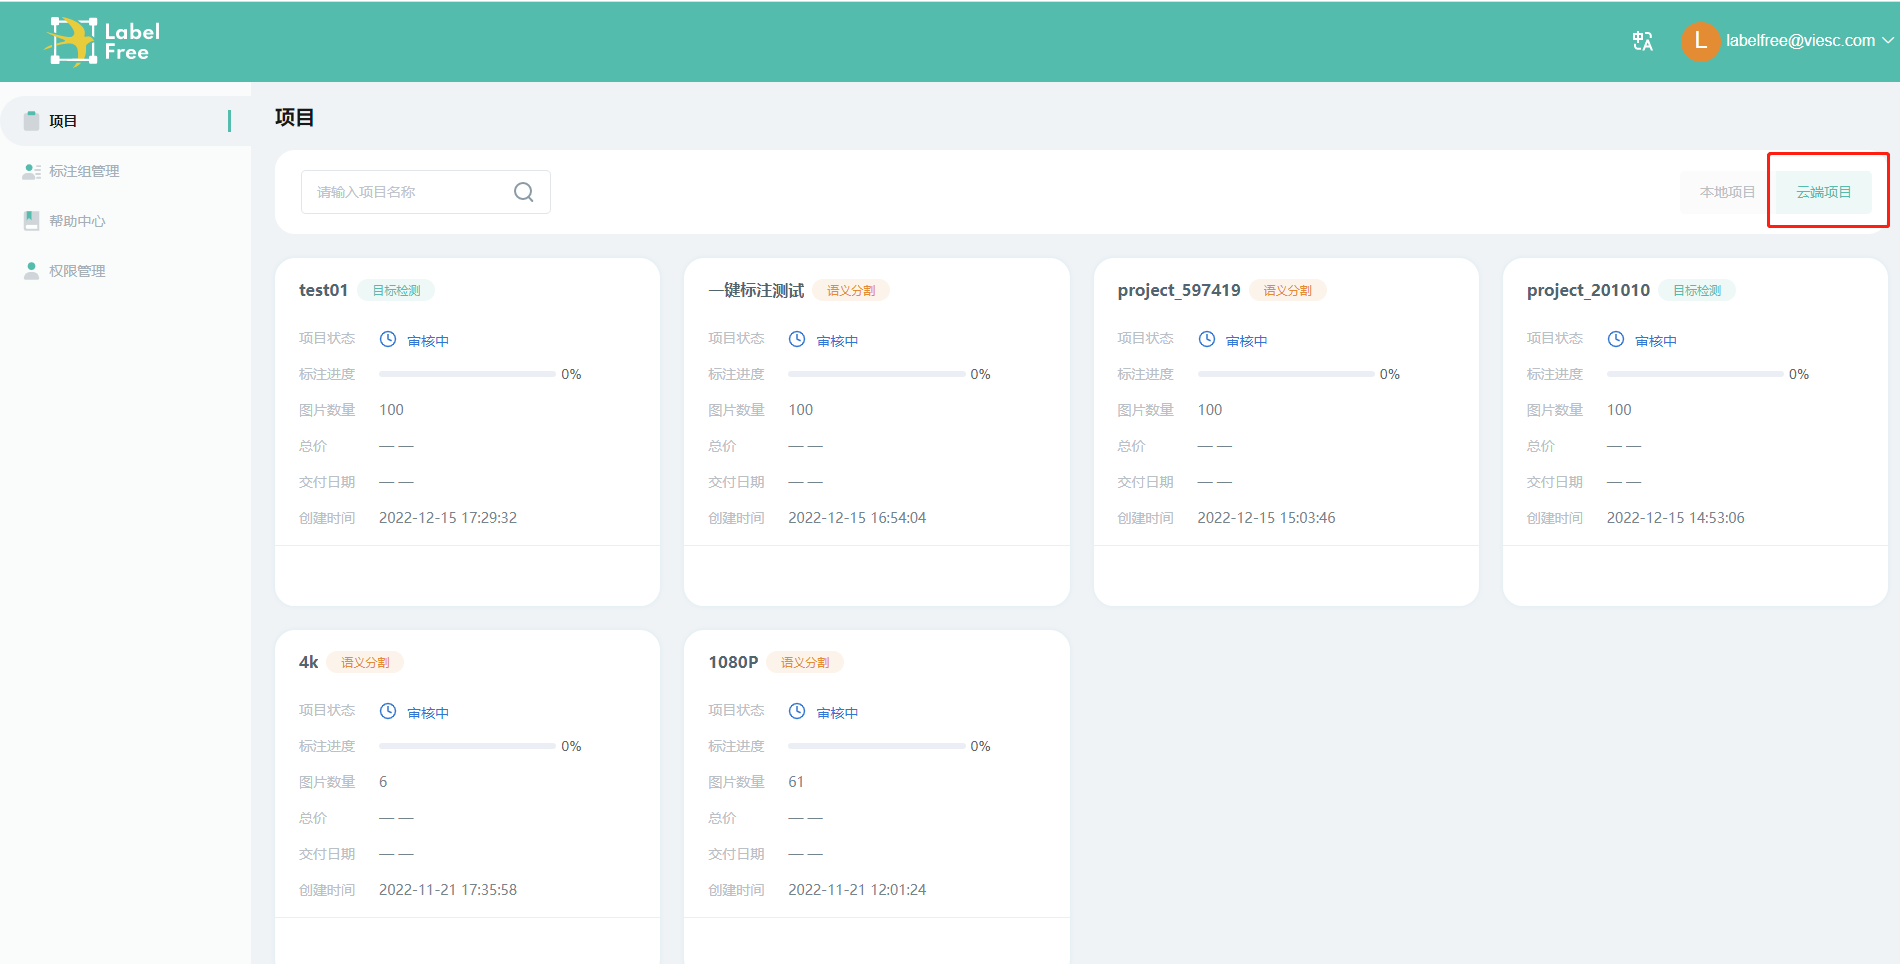 Label
Free
中A
L labelfree@viesc.com
项目
标注组管理
帮助中心
权限管理
项目
请输入项目名称
本地项目 云端项目
test01 目标检测
项目状态 审核中
标注进度 0%
图片数量 100
总价 — —
交付日期 — —
创建时间 2022-12-15 17:29:32
一键标注测试 语义分割
项目状态 审核中
标注进度 0%
图片数量 100
总价 — —
交付日期 — —
创建时间 2022-12-15 16:54:04
project_597419 语义分割
项目状态 审核中
标注进度 0%
图片数量 100
总价 — —
交付日期 — —
创建时间 2022-12-15 15:03:46
project_201010 目标检测
项目状态 审核中
标注进度 0%
图片数量 100
总价 — —
交付日期 — —
创建时间 2022-12-15 14:53:06
4k 语义分割
项目状态 审核中
标注进度 0%
图片数量 6
总价 — —
交付日期 — —
创建时间 2022-11-21 17:35:58
1080P 语义分割
项目状态 审核中
标注进度 0%
图片数量 61
总价 — —
交付日期 — —
创建时间 2022-11-21 12:01:24